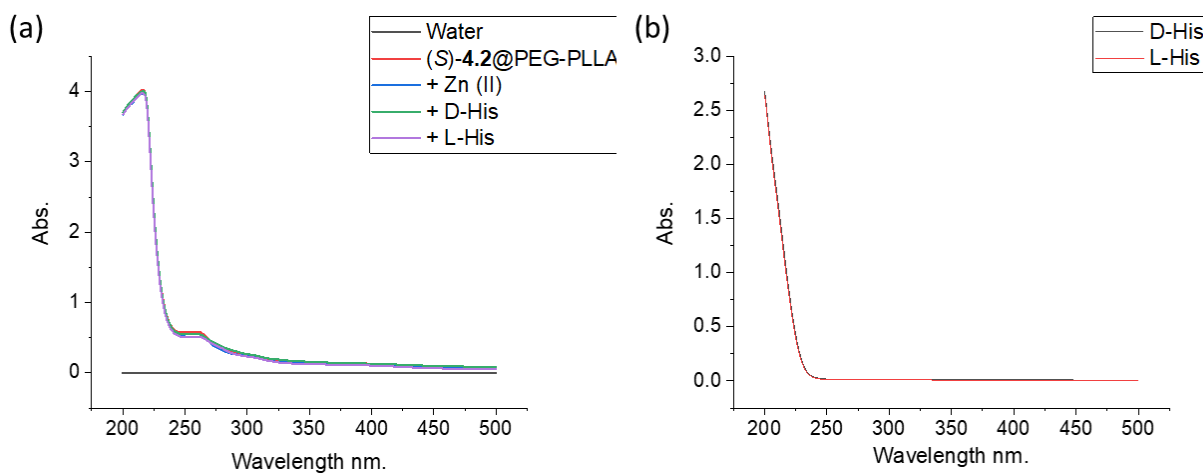 (a)
Water
(S)-4.2@PEG-PLLA
+ Zn (II)
+ D-His
+ L-His
4
3
2
1
0
Abs.
200 250 300 350 400 450 500
Wavelength nm.
(b)
D-His
L-His
3.0
2.5
2.0
1.5
1.0
0.5
0.0
Abs.
200 250 300 350 400 450 500
Wavelength nm.